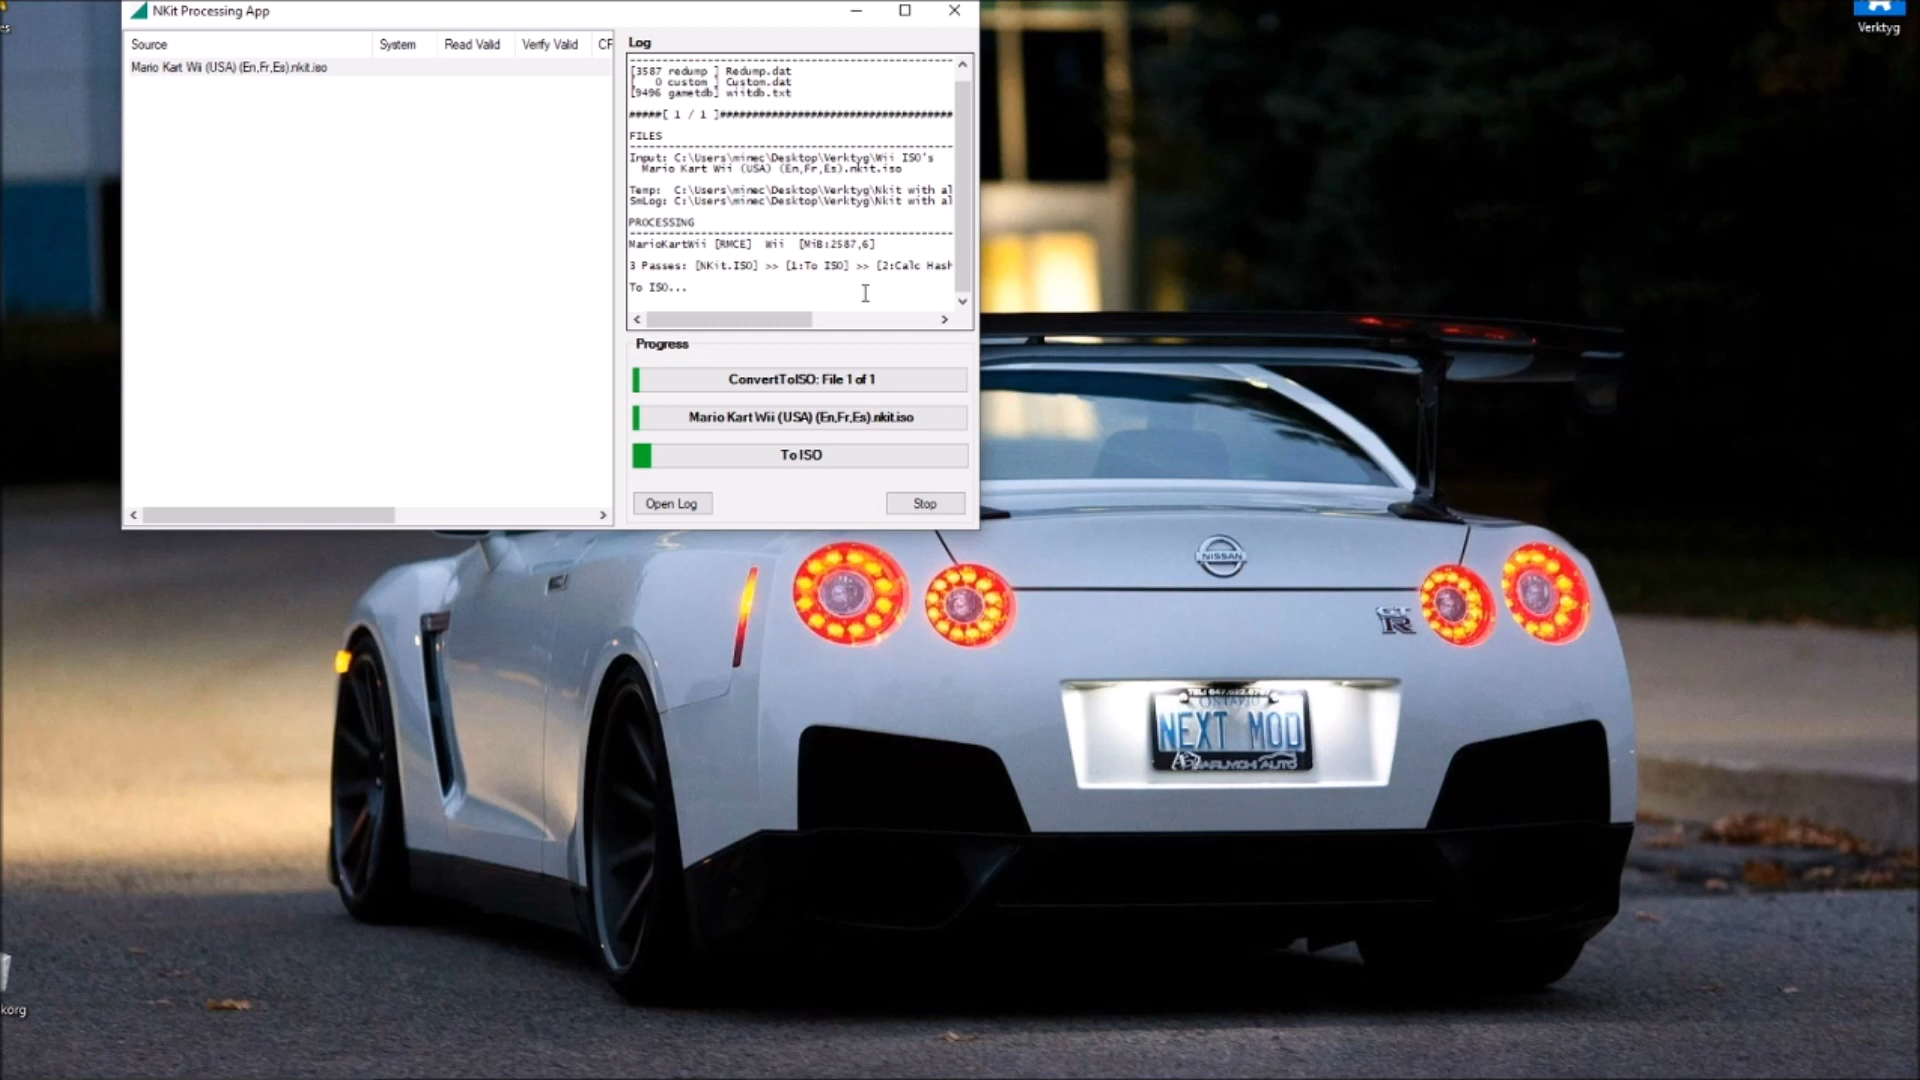 NKit Processing App
Source System Read Valid Verify Valid
Mario Kart Wii (USA) (En,Fr,Es).nkit.iso
Log
[3587 redump ] Redump.dat
[ 0 custom ] Custom.dat
[9496 gametdb] wiitdb.txt
#####[ 1 / 1 ]##################################
FILES
Input: C:\Users\minec\Desktop\Verktyg\Wii ISO's
Mario Kart Wii (USA) (En,Fr,Es).nkit.iso
Temp: C:\Users\minec\Desktop\Verktyg\Nkit with al
SmLog: C:\Users\minec\Desktop\Verktyg\Nkit with al
PROCESSING
MarioKartWii [RMCE] Wii [MiB:2587,6]
3 Passes: [NKit.ISO] >> [1:To ISO] >> [2:Calc Hash
To ISO...
Progress
ConvertToISO: File 1 of 1
Mario Kart Wii (USA) (En,Fr,Es).nkit.iso
To ISO
Open Log Stop
Verktyg
es
korg
NISSAN
GT R
ONTARIO
NEXT MOD